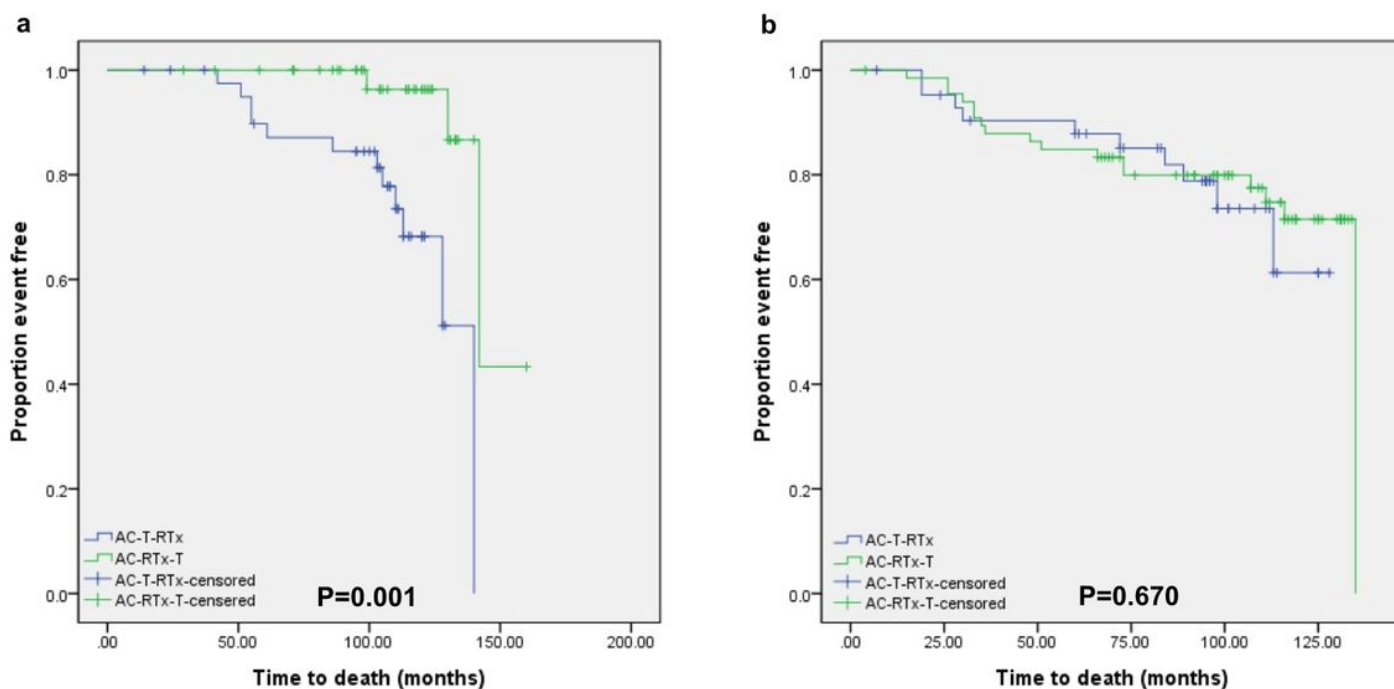 a
Proportion event free
1.0
0.8
0.6
0.4
0.2
0.0
AC-T-RTx
AC-RTx-T
AC-T-RTx-censored
AC-RTx-T-censered
P=0.001
.00 50.00 100.00 150.00 200.00
Time to death (months)
b
Proportion event free
1.0
0.8
0.6
0.4
0.2
0.0
AC-T-RTx
AC-RTx-T
AC-T-RTx-censored
AC-RTx-T-censored
P=0.670
.00 25.00 50.00 75.00 100.00 125.00
Time to death (months)